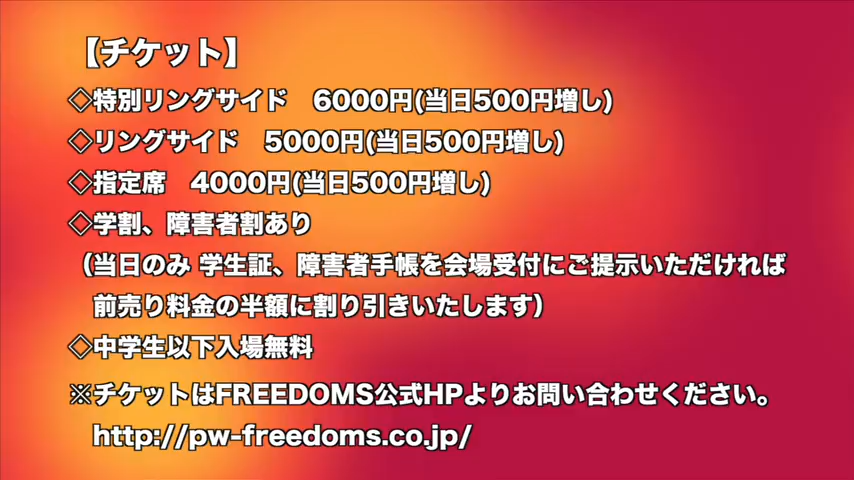 【チケット】
◇特別リングサイド　6000円(当日500円増し)
◇リングサイド　5000円(当日500円増し)
◇指定席　4000円(当日500円増し)
◇学割、障害者割あり
（当日のみ 学生証、障害者手帳を会場受付にご提示いただければ
前売り料金の半額に割り引きいたします）
◇中学生以下入場無料
※チケットはFREEDOMS公式HPよりお問い合わせください。
http://pw-freedoms.co.jp/